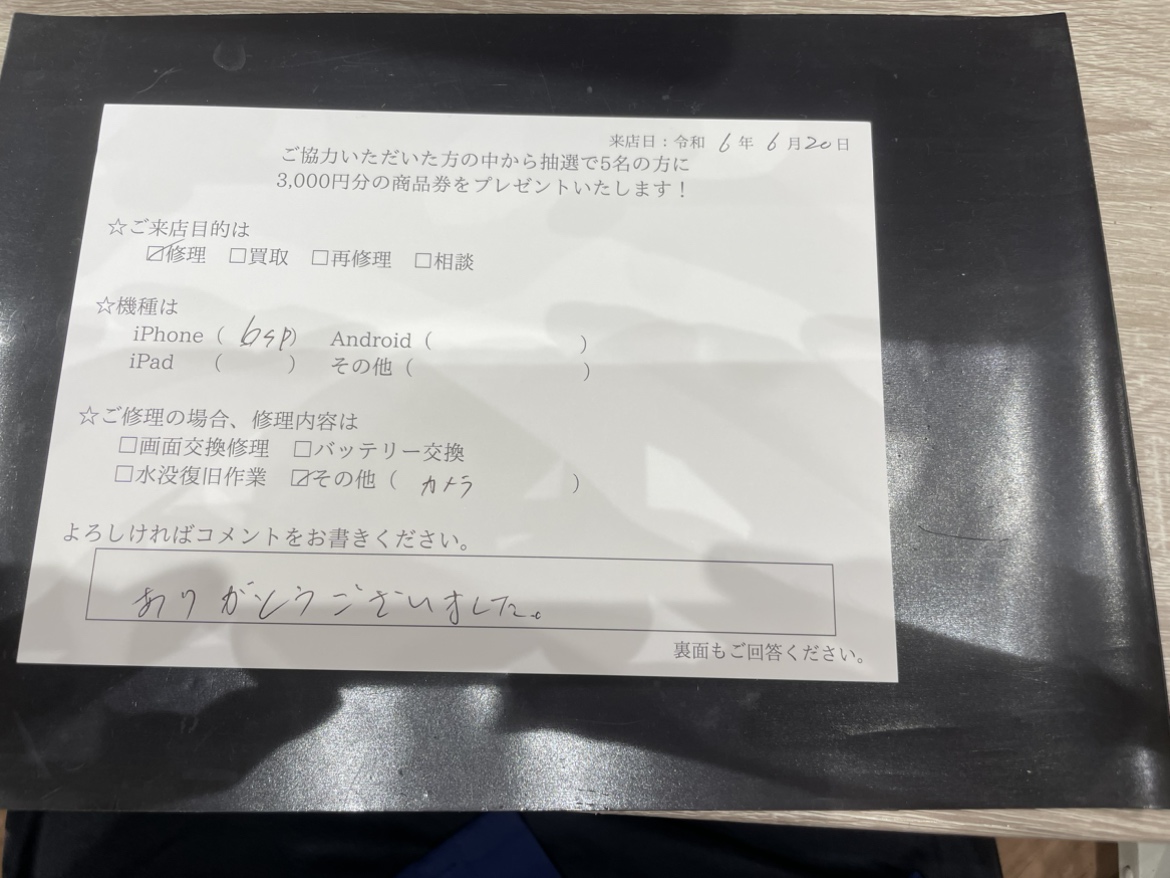 来店日：令和 6 年 6 月 20 日
ご協力いただいた方の中から抽選で5名の方に
3,000円分の商品券をプレゼントいたします！
☆ご来店目的は
☑修理 □買取 □再修理 □相談
☆機種は
iPhone（ 6sp） Android（ ）
iPad （ ） その他（ ）
☆ご修理の場合、修理内容は
□画面交換修理 □バッテリー交換
□水没復旧作業 ☑その他（ カメラ ）
よろしければコメントをお書きください。
ありがとうございました。
裏面もご回答ください。